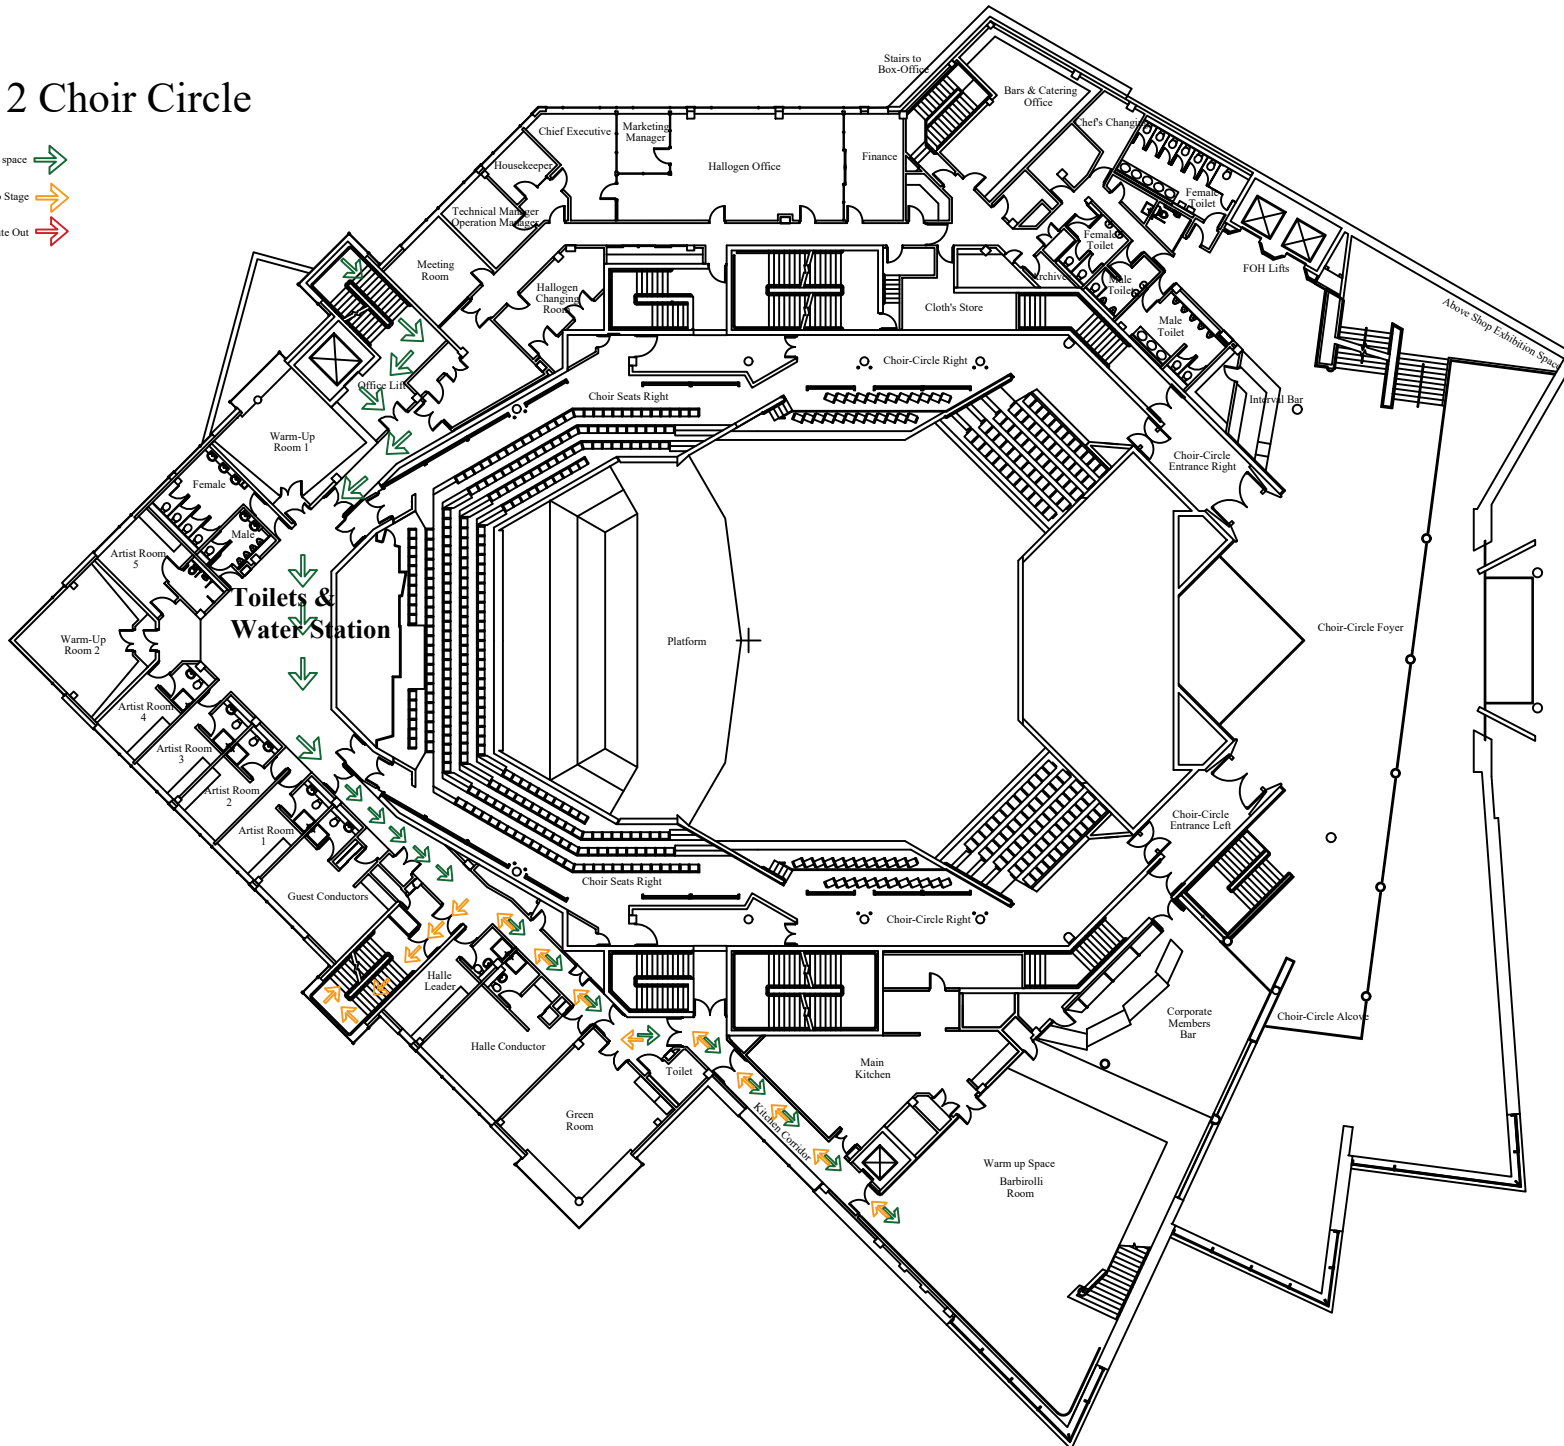 2 Choir Circle
space
Stage
te Out
Stairs to
Box-Office
Bars & Catering
Office
Chef's Changing
Chief Executive
Marketing
Manager
Housekeeper
Hallogen Office
Finance
Technical Manager
Operation Manager
Female
Toilet
Female
Toilet
Meeting
Room
Hallogen
Changing
Room
Archives
Male
Toilet
FOH Lifts
Cloth's Store
Male
Toilet
Above Shop Exhibition Space
Office Lift
Choir-Circle Right
Choir Seats Right
Interval Bar
Warm-Up
Room 1
Choir-Circle
Entrance Right
Female
Male
Artist Room
5
Toilets &
Water Station
Warm-Up
Room 2
Platform
Choir-Circle Foyer
Artist Room
4
Artist Room
3
Artist Room
2
Artist Room
1
Choir-Circle
Entrance Left
Choir Seats Right
Guest Conductors
Choir-Circle Right
Halle
Leader
Halle Conductor
Toilet
Main
Kitchen
Corporate
Members
Bar
Choir-Circle Alcove
Green
Room
Kitchen Corridor
Warm up Space
Barbirolli
Room